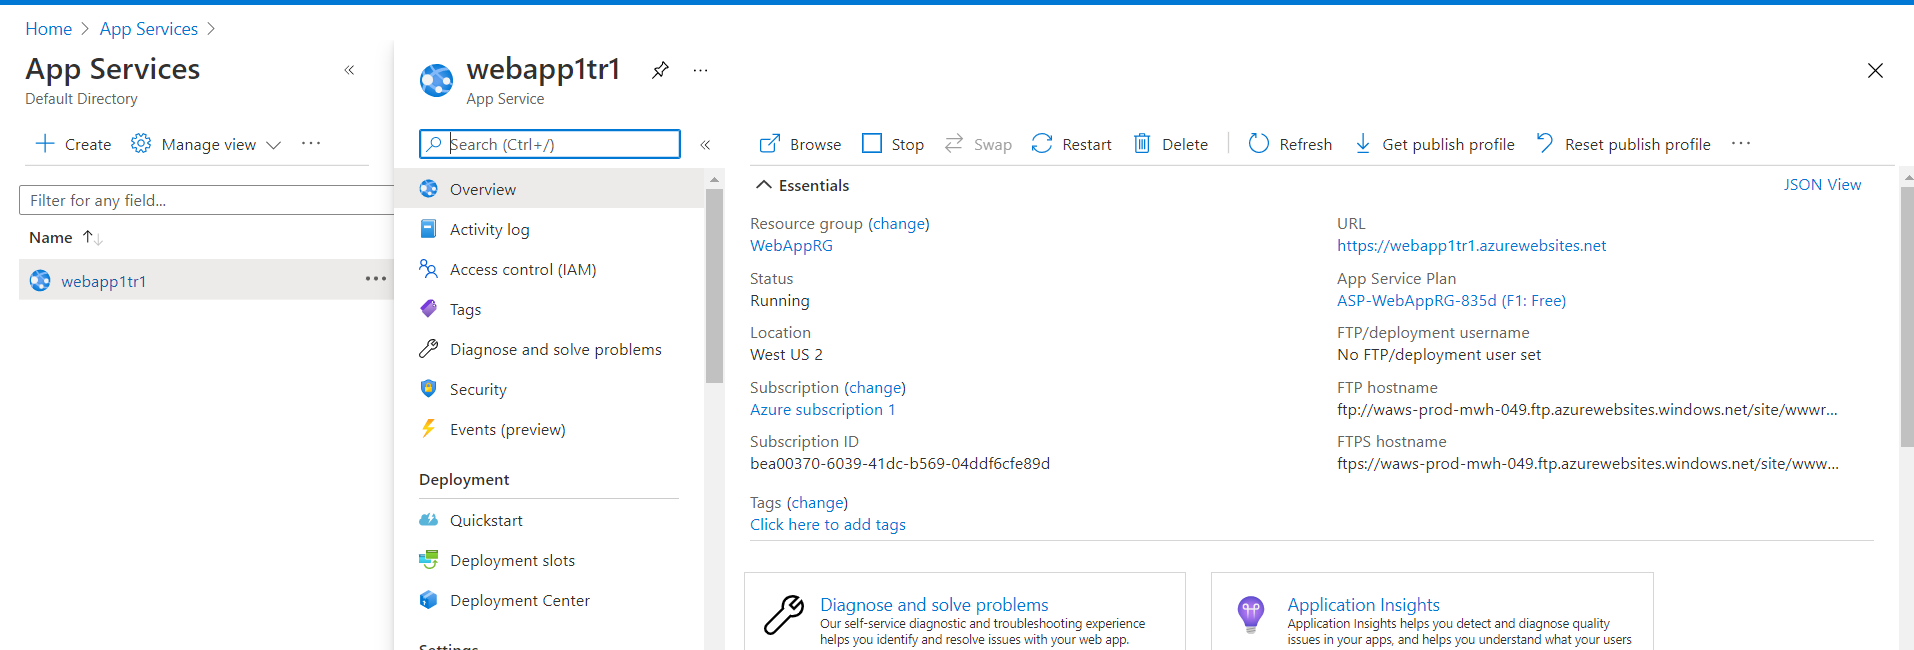 Home > App Services >
App Services
Default Directory
«
Create
Manage view
...
Filter for any field...
Name ↑↓
webapp1tr1
...
webapp1tr1
...
App Service
Search (Ctrl+/)
«
Overview
Activity log
Access control (IAM)
Tags
Diagnose and solve problems
Security
Events (preview)
Deployment
Quickstart
Deployment slots
Deployment Center
Settings
Browse
Stop
Swap
Restart
Delete
Refresh
Get publish profile
Reset publish profile
...
Essentials
JSON View
Resource group (change)
WebAppRG
Status
Running
Location
West US 2
Subscription (change)
Azure subscription 1
Subscription ID
bea00370-6039-41dc-b569-04ddf6cfe89d
Tags (change)
Click here to add tags
URL
https://webapp1tr1.azurewebsites.net
App Service Plan
ASP-WebAppRG-835d (F1: Free)
FTP/deployment username
No FTP/deployment user set
FTP hostname
ftp://waws-prod-mwh-049.ftp.azurewebsites.windows.net/site/wwwr...
FTPS hostname
ftps://waws-prod-mwh-049.ftp.azurewebsites.windows.net/site/www...
Diagnose and solve problems
Our self-service diagnostic and troubleshooting experience
helps you identify and resolve issues with your web app.
Application Insights
Application Insights helps you detect and diagnose quality
issues in your apps, and helps you understand what your users